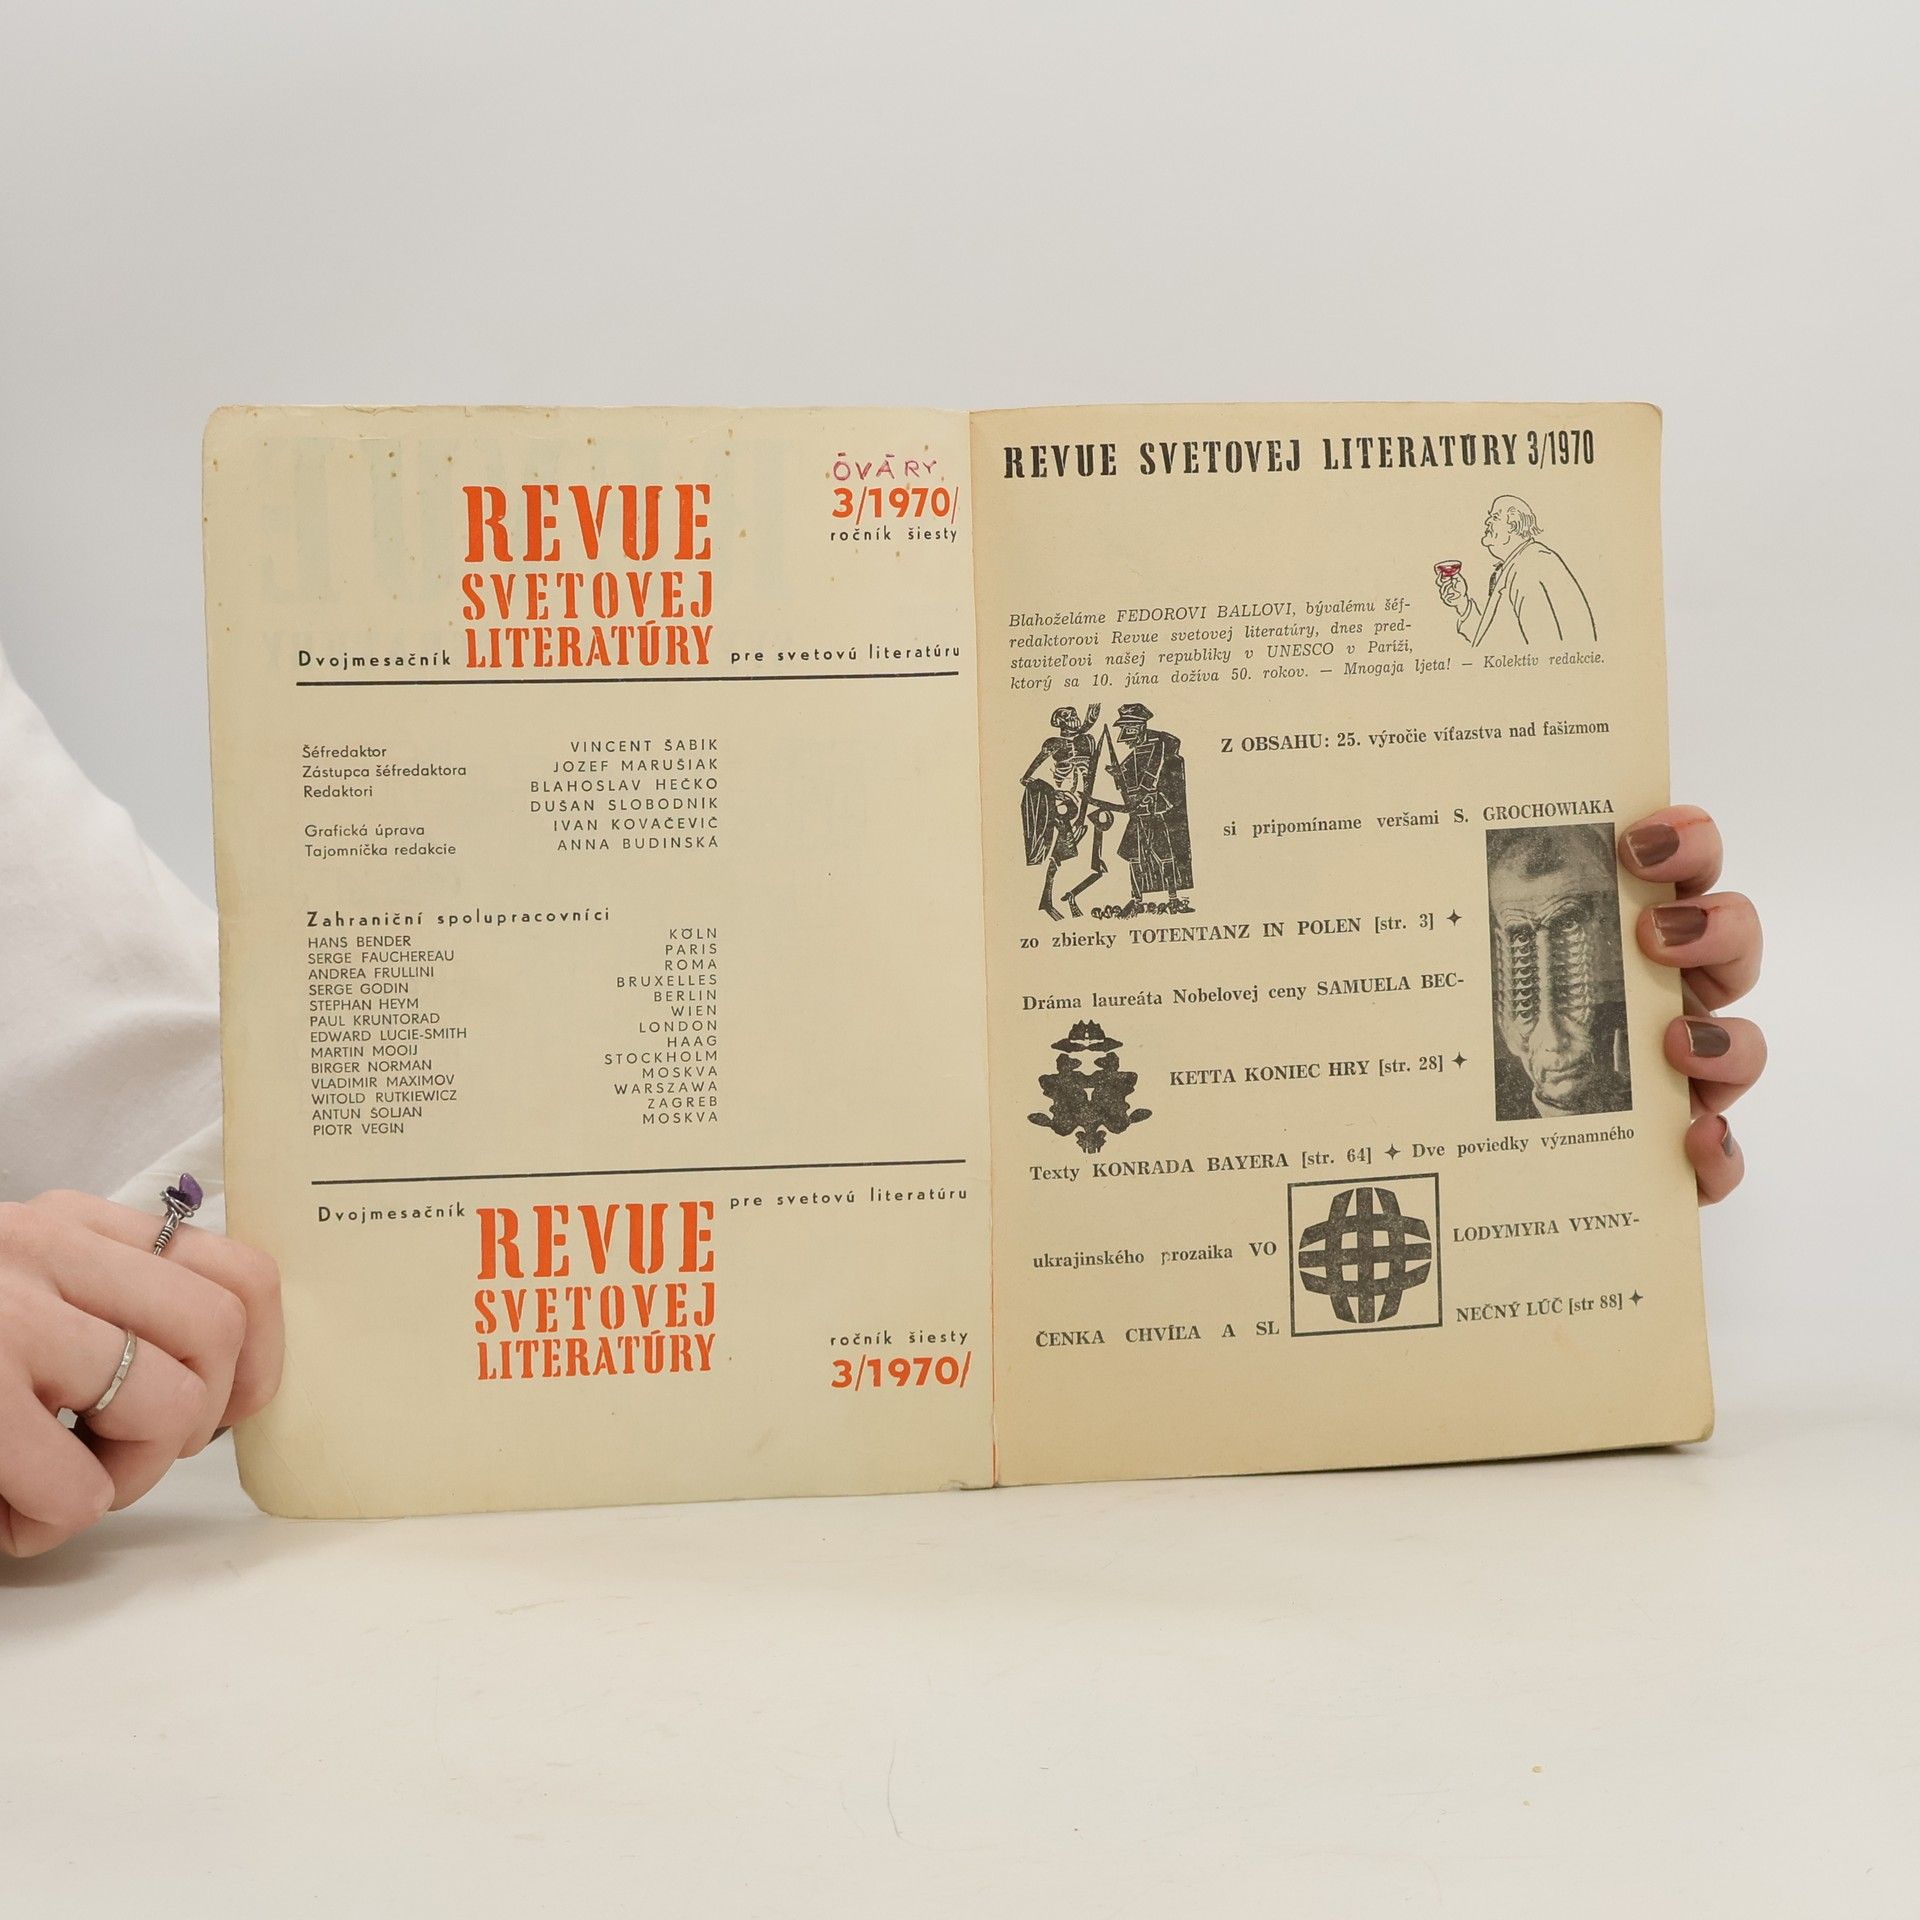 ÓVÁRY
REVUE
SVETOVEJ
LITERATÚRY
3/1970/
ročník šiesty
Dvojmesačník
pre svetovú literatúru
Šéfredaktor VINCENT ŠABIK
Zástupca šéfredaktora JOZEF MARUŠIAK
Redaktori BLAHOSLAV HEČKO
DUŠAN SLOBODNÍK
Grafická úprava IVAN KOVAČEVIČ
Tajomníčka redakcie ANNA BUDINSKÁ
Zahraniční spolupracovníci
HANS BENDER KÖLN
SERGE FAUCHEREAU PARIS
ANDREA FRULLINI ROMA
SERGE GODIN BRUXELLES
STEPHAN HEYM BERLIN
PAUL KRUNTORAD WIEN
EDWARD LUCIE-SMITH LONDON
MARTIN MOOIJ HAAG
BIRGER NORMAN STOCKHOLM
VLADIMIR MAXIMOV MOSKVA
WITOLD RUTKIEWICZ WARSZAWA
ANTUN ŠOLJAN ZAGREB
PIOTR VEGIN MOSKVA
Dvojmesačník
REVUE
SVETOVEJ
LITERATÚRY
pre svetovú literatúru
ročník šiesty
3/1970/
REVUE SVETOVEJ LITERATÚRY 3/1970
Blahoželáme FEDOROVI BALLOVI, bývalému šéf-
redaktorovi Revue svetovej literatúry, dnes pred-
staviteľovi našej republiky v UNESCO v Paríži,
ktorý sa 10. júna dožíva 50. rokov. — Mnogaja ljeta! — Kolektív redakcie.
Z OBSAHU: 25. výročie víťazstva nad fašizmom
si pripomíname veršami S. GROCHOWIAKA
zo zbierky TOTENTANZ IN POLEN [str. 3] ✦
Dráma laureáta Nobelovej ceny SAMUELA BEC-
KETTA KONIEC HRY [str. 28] ✦
Texty KONRADA BAYERA [str. 64] ✦ Dve poviedky významného
ukrajinského prozaika VO LODYMYRA VYNNY-
ČENKA CHVÍĽA A SL NEČNÝ LÚČ [str 88] ✦